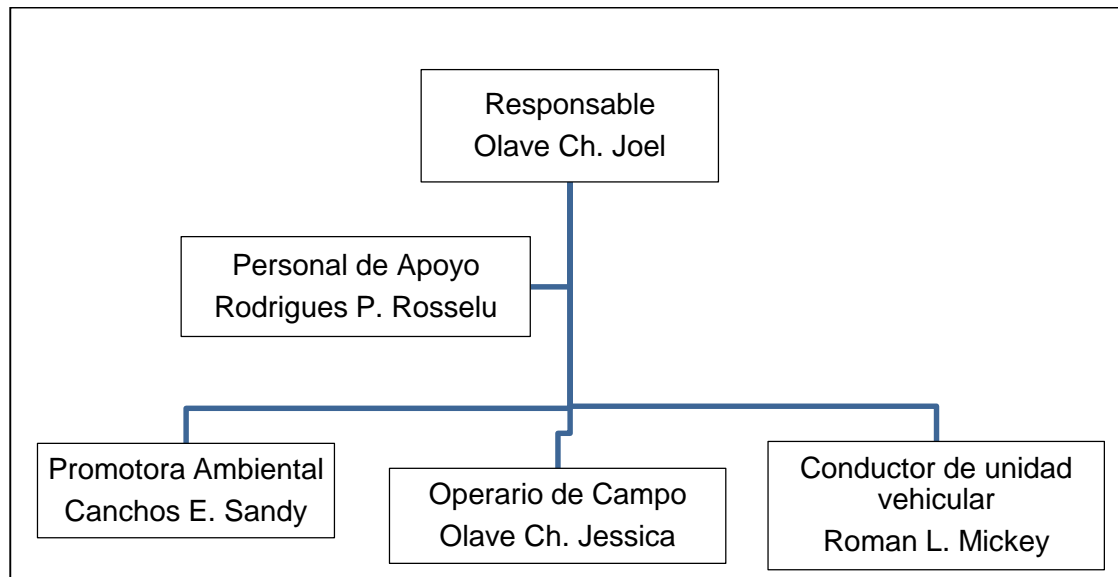 Responsable
Olave Ch. Joel
Personal de Apoyo
Rodrigues P. Rosselu
Promotora Ambiental
Canchos E. Sandy
Operario de Campo
Olave Ch. Jessica
Conductor de unidad
vehicular
Roman L. Mickey